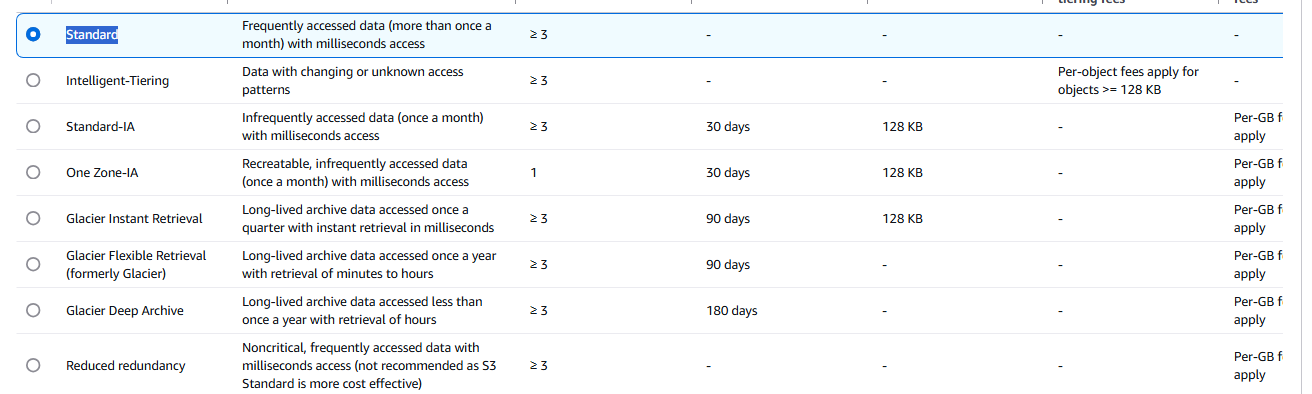 tiering fees
fees
Standard
Frequently accessed data (more than once a
month) with milliseconds access
≥ 3
-
-
-
-
Intelligent-Tiering
Data with changing or unknown access
patterns
≥ 3
-
-
Per-object fees apply for
objects >= 128 KB
-
Standard-IA
Infrequently accessed data (once a month)
with milliseconds access
≥ 3
30 days
128 KB
-
Per-GB f
apply
One Zone-IA
Recreatable, infrequently accessed data
(once a month) with milliseconds access
1
30 days
128 KB
-
Per-GB f
apply
Glacier Instant Retrieval
Long-lived archive data accessed once a
quarter with instant retrieval in milliseconds
≥ 3
90 days
128 KB
-
Per-GB f
apply
Glacier Flexible Retrieval
(formerly Glacier)
Long-lived archive data accessed once a year
with retrieval of minutes to hours
≥ 3
90 days
-
-
Per-GB f
apply
Glacier Deep Archive
Long-lived archive data accessed less than
once a year with retrieval of hours
≥ 3
180 days
-
-
Per-GB f
apply
Reduced redundancy
Noncritical, frequently accessed data with
milliseconds access (not recommended as S3
Standard is more cost effective)
≥ 3
-
-
-
Per-GB f
apply